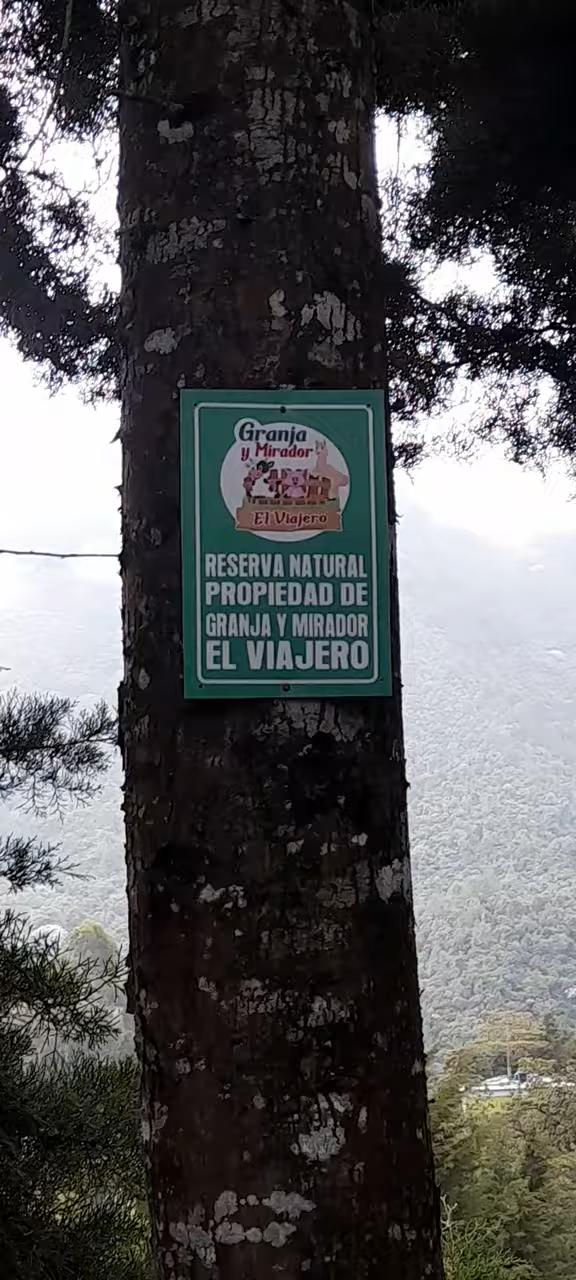 Granja
y Mirador
El Viajero
RESERVA NATURAL
PROPIEDAD DE
GRANJA Y MIRADOR
EL VIAJERO